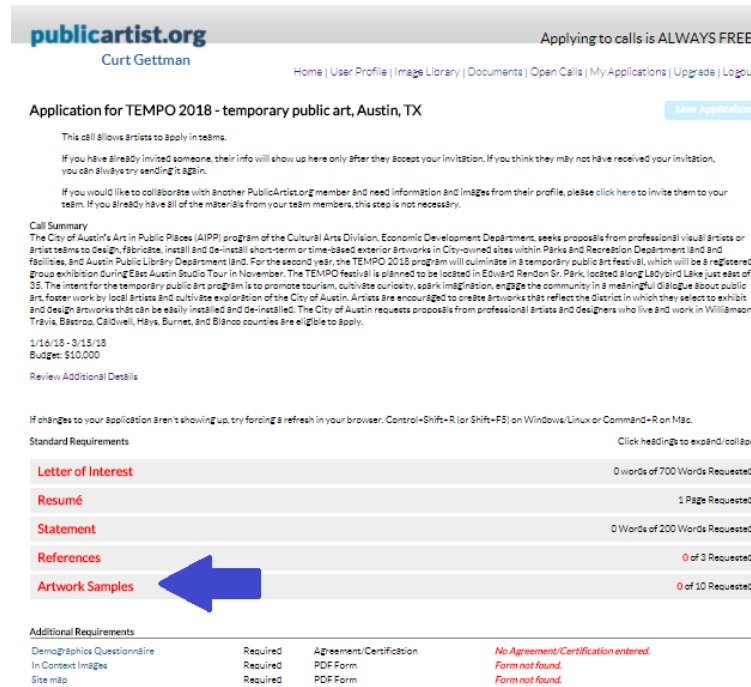 publicartist.org
Applying to calls is ALWAYS FREE
Curt Gettman
Home | User Profile | Image Library | Documents | Open Calls | My Applications | Upgrade | Logou
Application for TEMPO 2018 - temporary public art, Austin, TX
Save Application
This call allows artists to apply in teams.
If you have already invited someone, their info will show up here only after they accept your invitation. If you think they may not have received your invitation,
you can always try sending it again.
If you would like to collaborate with another PublicArtist.org member and need information and images from their profile, please click here to invite them to your
team. If you already have all of the materials from your team members, this step is not necessary.
Call Summary
The City of Austin's Art in Public Places (AIPP) program of the Cultural Arts Division, Economic Development Department, seeks proposals from professional visual artists or
artist teams to design, fabricate, install and de-install short-term or time-based exterior artworks in City-owned sites within Parks and Recreation Department land and
facilities, and Austin Public Library Department land. For the second year, the TEMPO 2018 program will culminate in a temporary public art festival, which will be a registered
group exhibition during East Austin Studio Tour in November. The TEMPO festival is planned to be located in Edward Rendon Sr. Park, located along Ladybird Lake just east of
35. The intent for the temporary public art program is to promote tourism, cultivate curiosity, spark imagination, engage the community in a meaningful dialogue about public
art, foster work by local artists and cultivate exploration of the City of Austin. Artists are encouraged to create artworks that reflect the district in which they select to exhibit
and design artworks that can be easily installed and de-installed. The City of Austin requests proposals from professional artists and designers who live and work in Williamson
Travis, Bastrop, Caldwell, Hays, Burnet, and Blanco counties are eligible to apply.
1/16/18 - 3/15/18
Budget: $10,000
Review Additional Details
If changes to your application aren't showing up, try forcing a refresh in your browser. Control+Shift+R (or Shift+F5) on Windows/Linux or Command+R on Mac.
Standard Requirements
Click headings to expand/collap
Letter of Interest
0 words of 700 Words Requested
Resumé
1 Page Requested
Statement
0 Words of 200 Words Requested
References
0 of 3 Requested
Artwork Samples
0 of 10 Requested
Additional Requirements
Demographics Questionnaire Required Agreement/Certification No Agreement/Certification entered.
In Context Images Required PDF Form Form not found.
Site map Required PDF Form Form not found.